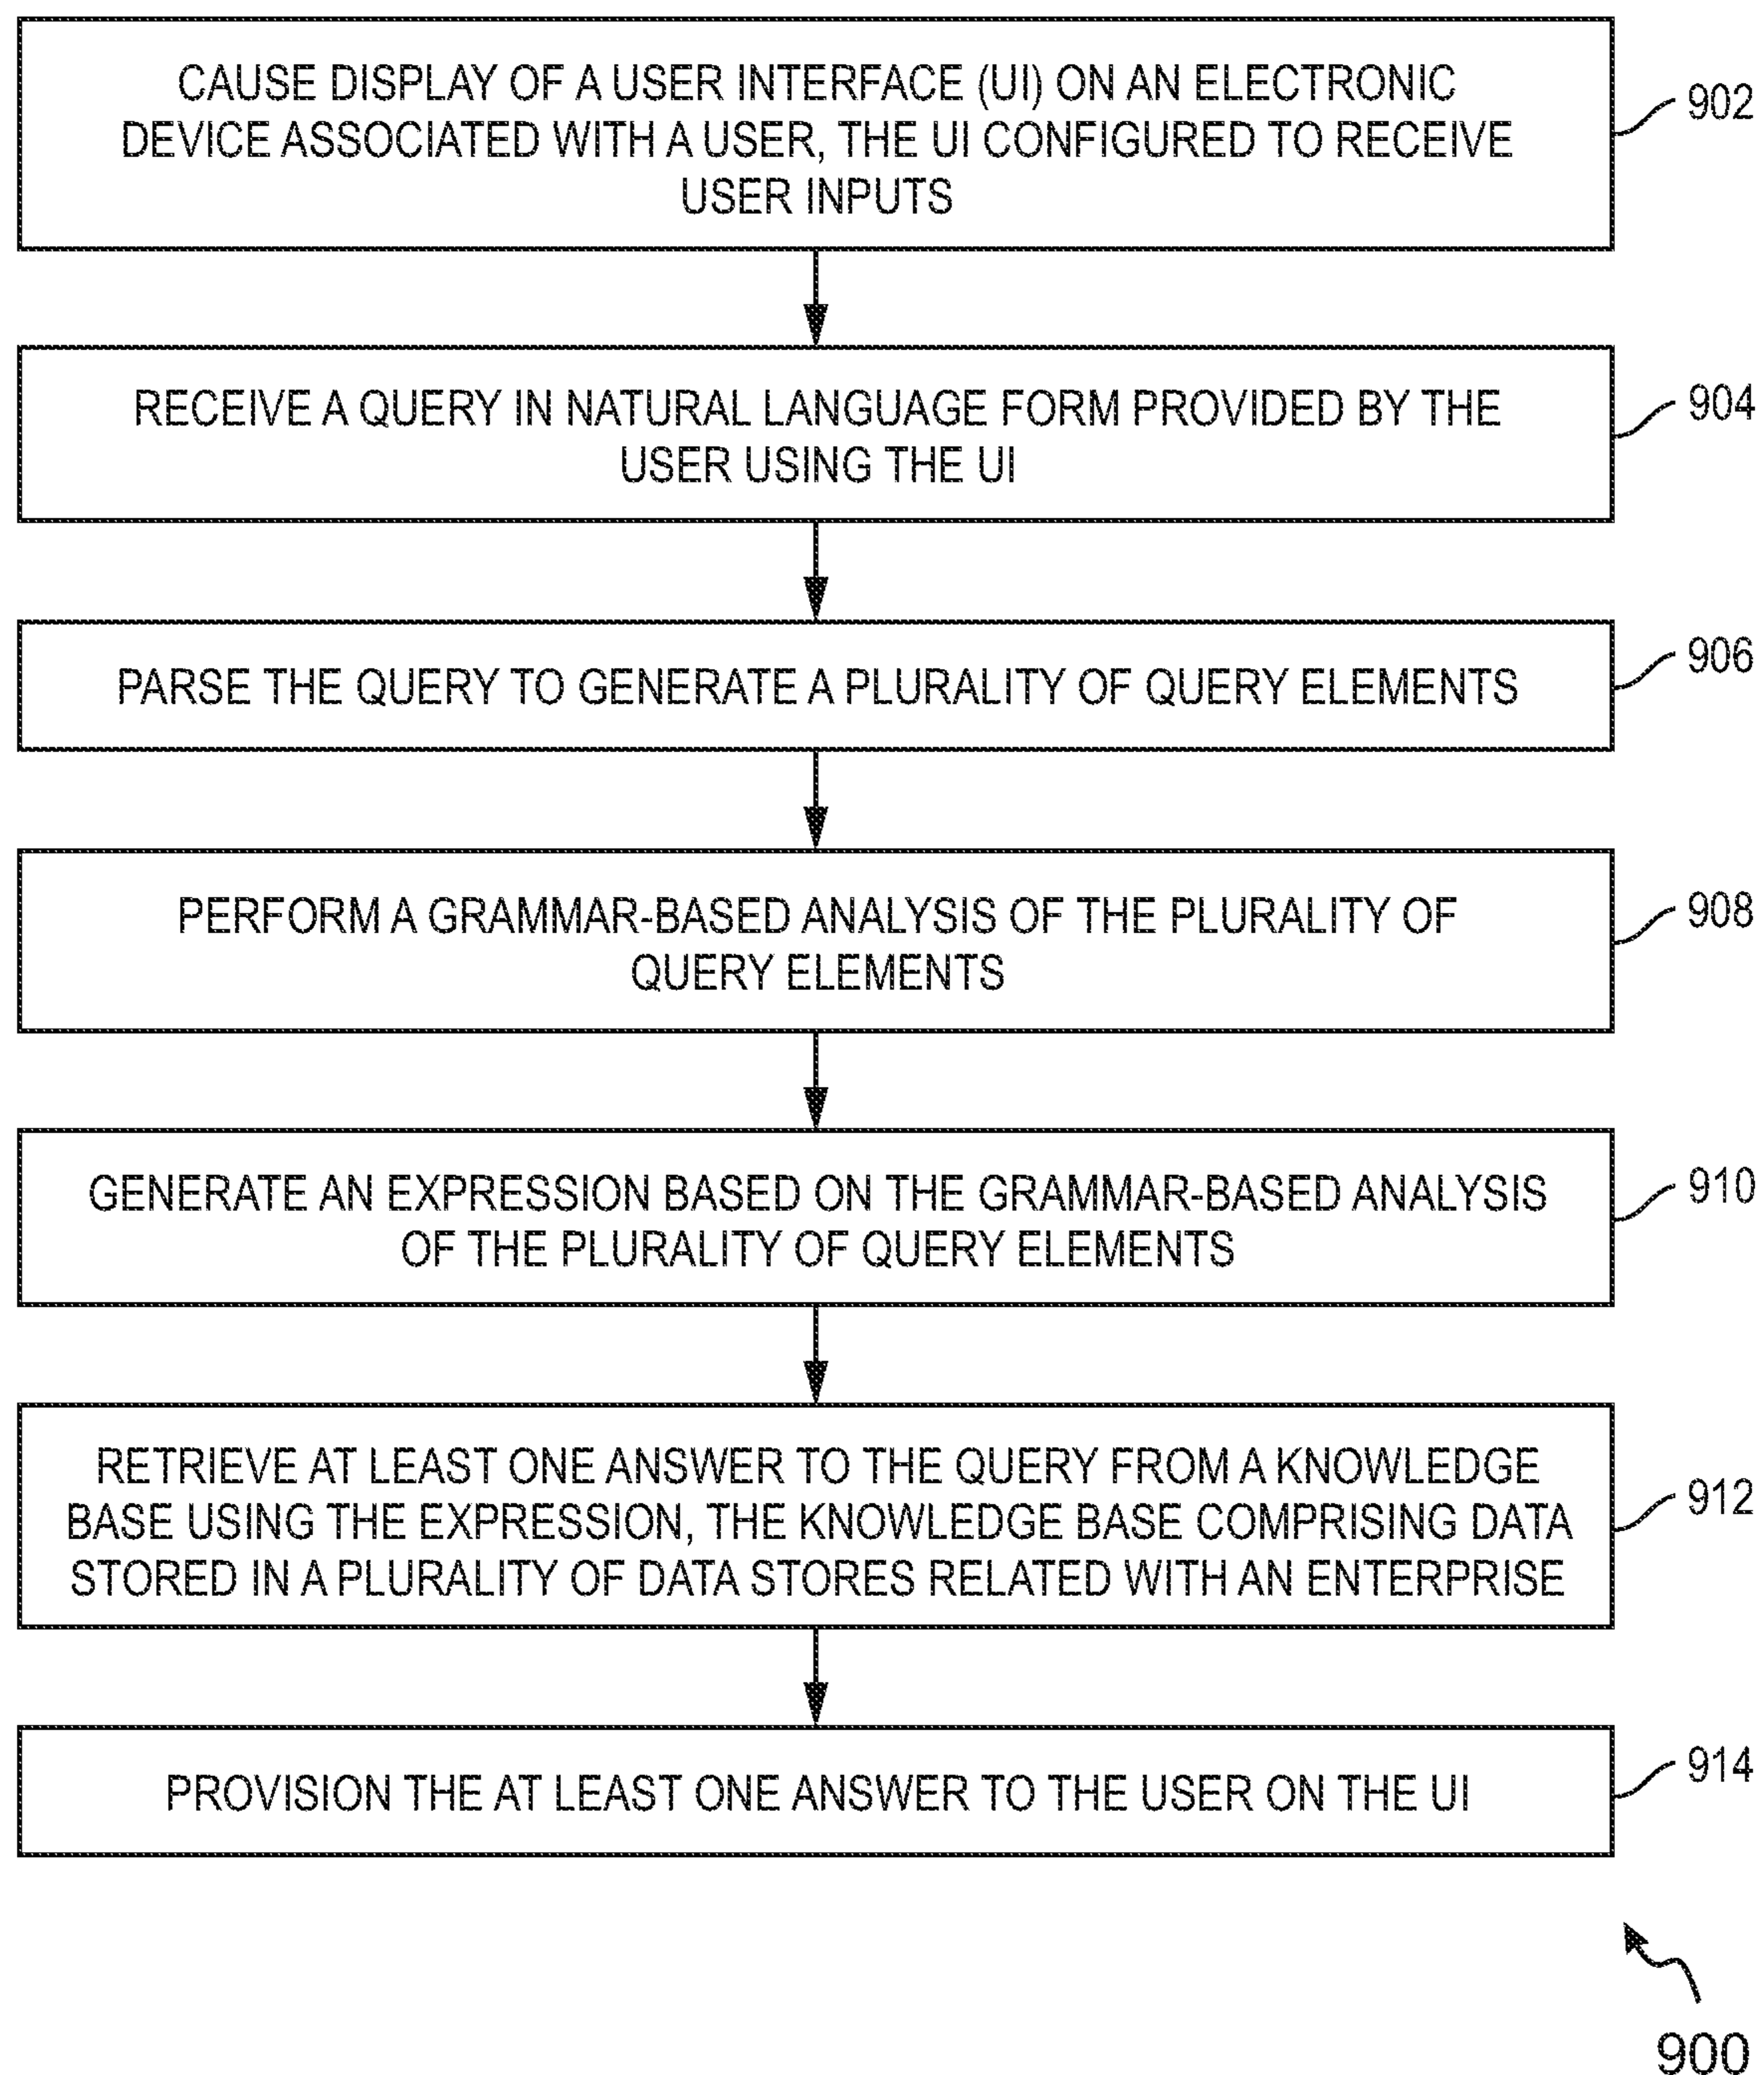 CAUSE DISPLAY OF A USER INTERFACE (UI) ON AN ELECTRONIC
DEVICE ASSOCIATED WITH A USER, THE UI CONFIGURED TO RECEIVE
USER INPUTS
902
RECEIVE A QUERY IN NATURAL LANGUAGE FORM PROVIDED BY THE
USER USING THE UI
904
PARSE THE QUERY TO GENERATE A PLURALITY OF QUERY ELEMENTS
906
PERFORM A GRAMMAR-BASED ANALYSIS OF THE PLURALITY OF
QUERY ELEMENTS
908
GENERATE AN EXPRESSION BASED ON THE GRAMMAR-BASED ANALYSIS
OF THE PLURALITY OF QUERY ELEMENTS
910
RETRIEVE AT LEAST ONE ANSWER TO THE QUERY FROM A KNOWLEDGE
BASE USING THE EXPRESSION, THE KNOWLEDGE BASE COMPRISING DATA
STORED IN A PLURALITY OF DATA STORES RELATED WITH AN ENTERPRISE
912
PROVISION THE AT LEAST ONE ANSWER TO THE USER ON THE UI
914
900